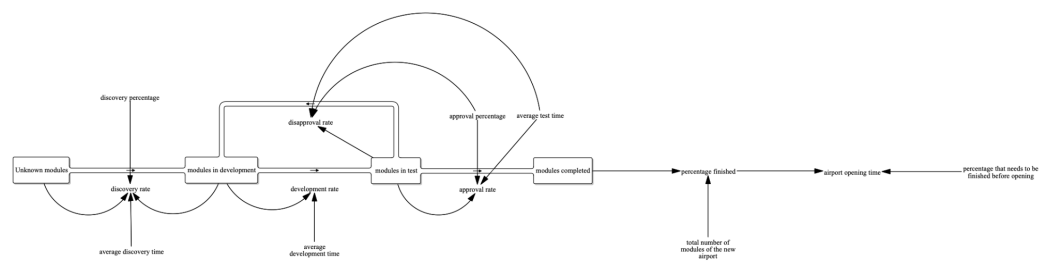 discovery percentage
disapproval rate
approval percentage
average test time
Unknown modules
modules in development
modules in test
modules completed
percentage finished
airport opening time
percentage that needs to be
finished before opening
discovery rate
development rate
approval rate
average discovery time
average
development time
total number of
modules of the new
airport